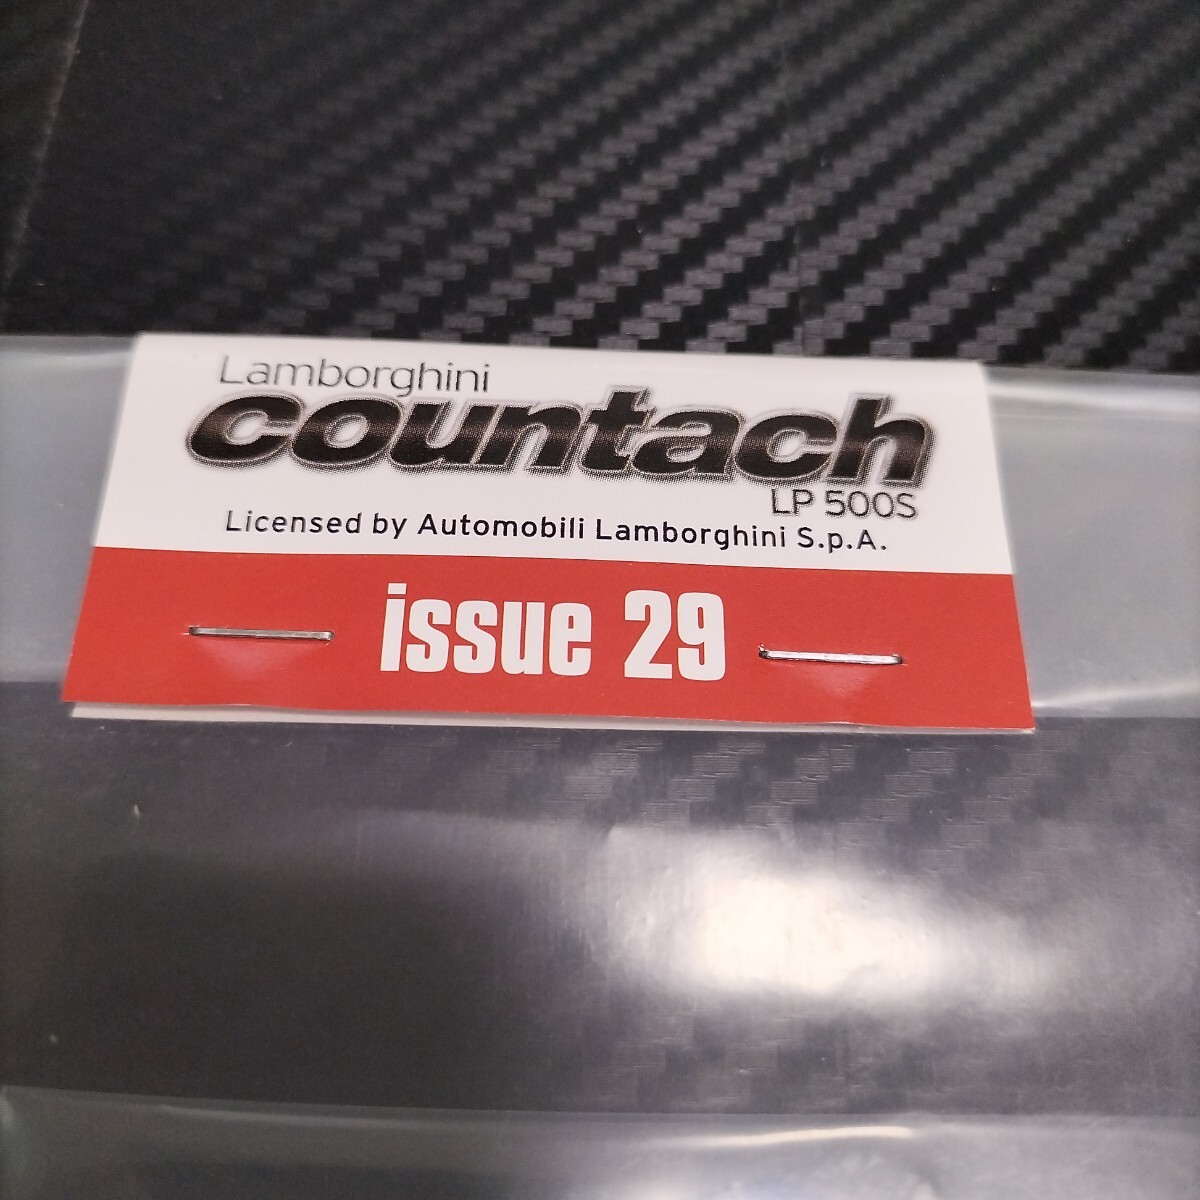 Lamborghini
countach
LP 500S
Licensed by Automobili Lamborghini S.p.A.
issue 29